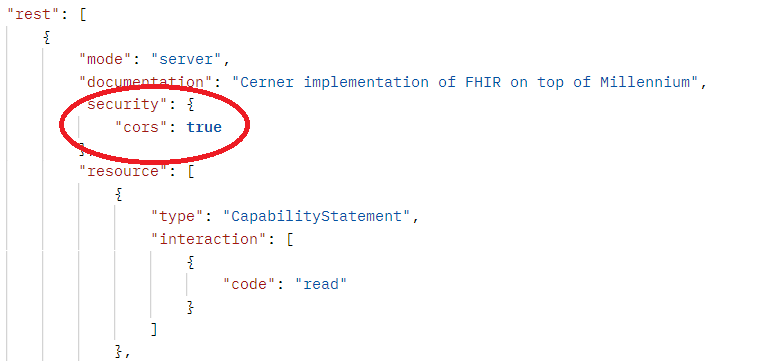 "rest": [
{
"mode": "server",
"documentation": "Cerner implementation of FHIR on top of Millennium",
security": {
"cors": true
}
"resource": [
{
"type": "CapabilityStatement",
"interaction": [
{
"code": "read"
}
]
},